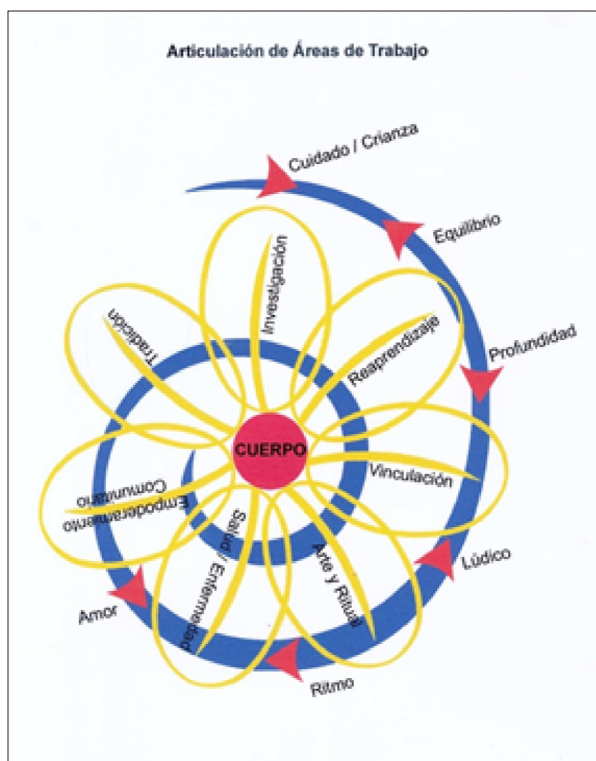 Articulación de Áreas de Trabajo
Cuidado / Crianza
Equilibrio
Profundidad
Lúdico
Ritmo
Amor
Investigación
Reaprendizaje
Vinculación
Arte y Ritual
Salud / Enfermedad
Empoderamiento
Comunitario
Tradición
CUERPO